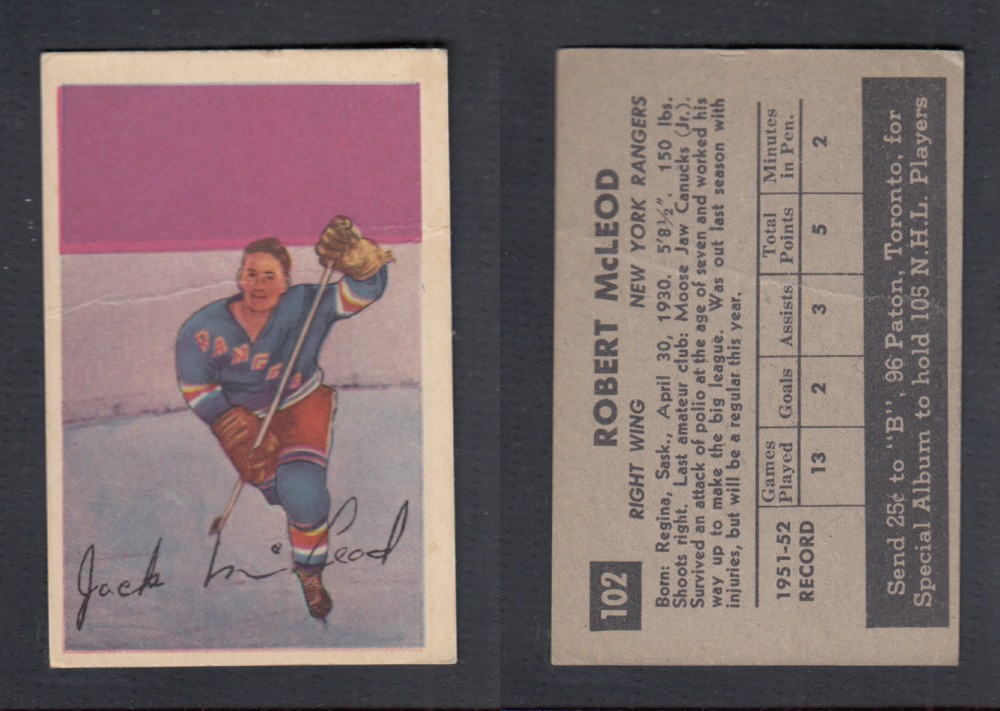 RANGERS
Jack McLeod
102
ROBERT McLEOD
RIGHT WING NEW YORK RANGERS
Born: Regina, Sask., April 30, 1930. 5'8½". 150 lbs.
Shoots right. Last amateur club: Moose Jaw Canucks (Jr.).
Survived an attack of polio at the age of seven and worked his
way up to make the big league. Was out last season with
injuries, but will be a regular this year.
1951-52 RECORD
Games Played Goals Assists Total Points Minutes in Pen.
13 2 3 5 2
Send 25¢ to "B", 96 Paton, Toronto, for
Special Album to hold 105 N.H.L. Players